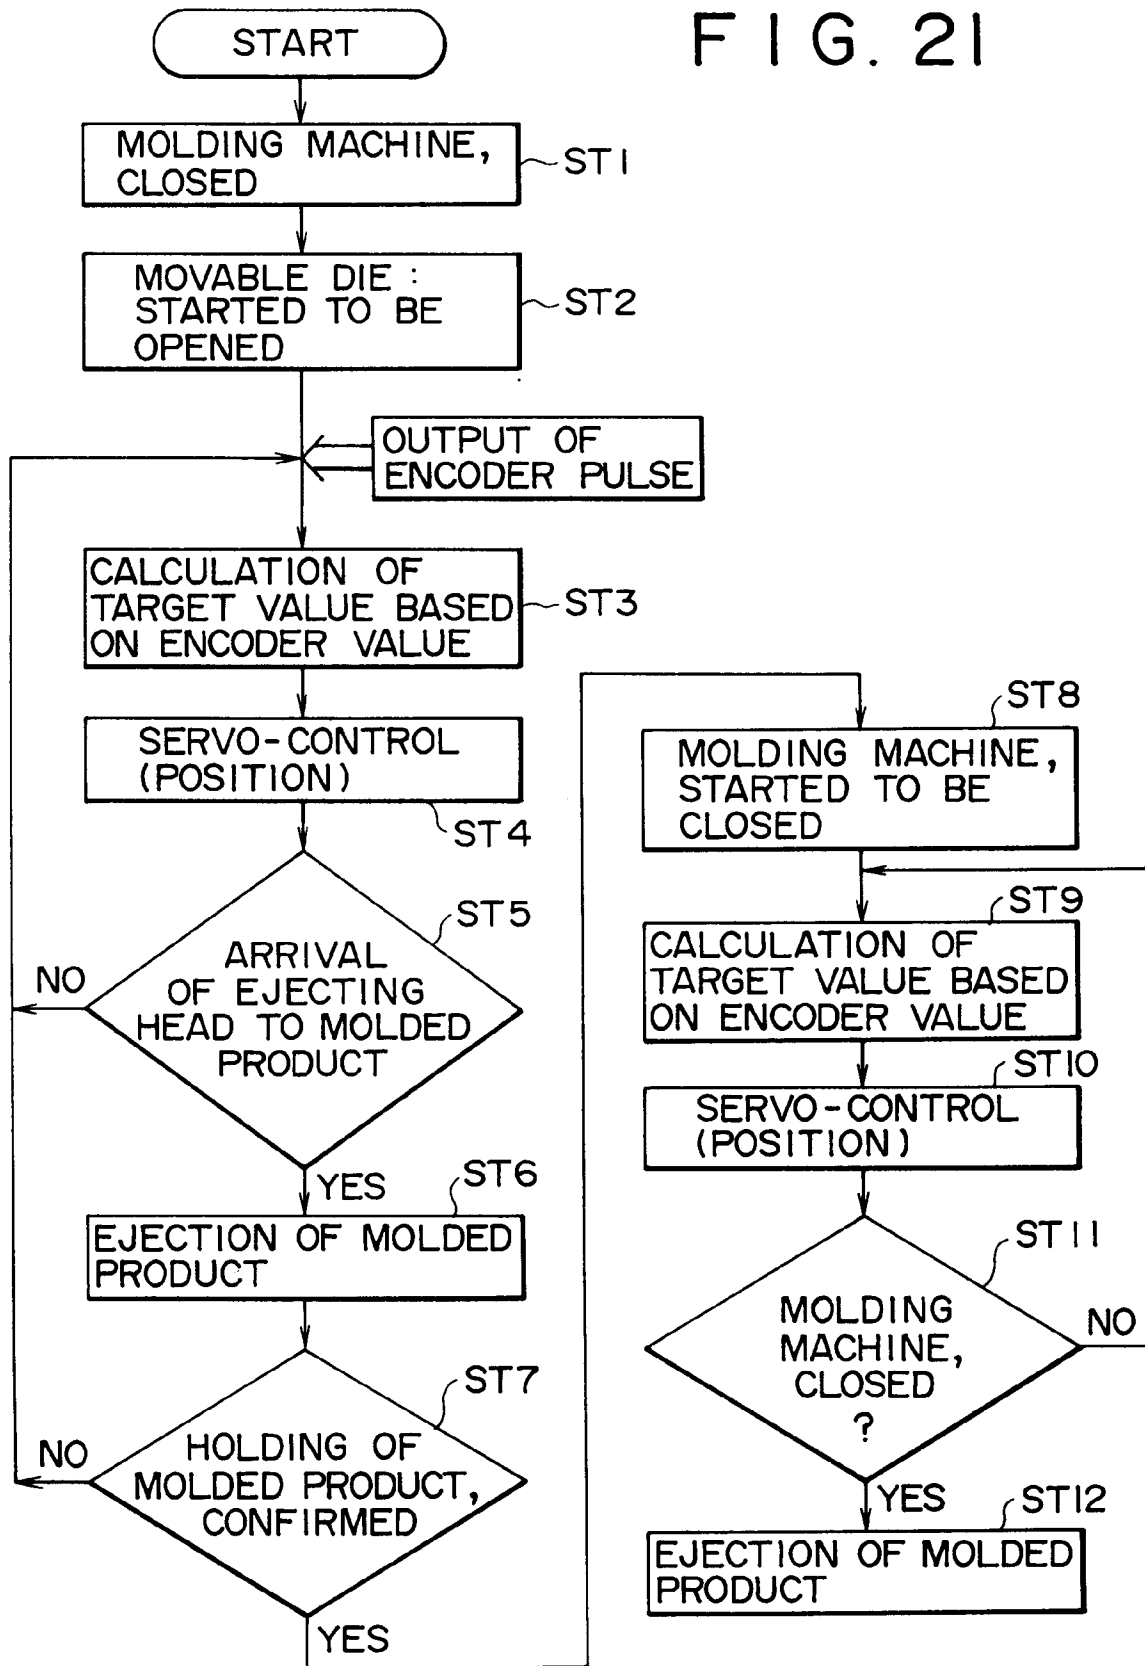 FIG. 21
START
MOLDING MACHINE,
CLOSED
ST1
MOVABLE DIE :
STARTED TO BE
OPENED
ST2
OUTPUT OF
ENCODER PULSE
CALCULATION OF
TARGET VALUE BASED
ON ENCODER VALUE
ST3
SERVO-CONTROL
(POSITION)
ST4
ST5
ARRIVAL
OF EJECTING
HEAD TO MOLDED
PRODUCT
NO
YES
ST6
EJECTION OF MOLDED
PRODUCT
ST7
HOLDING OF
MOLDED PRODUCT,
CONFIRMED
NO
YES
ST8
MOLDING MACHINE,
STARTED TO BE
CLOSED
ST9
CALCULATION OF
TARGET VALUE BASED
ON ENCODER VALUE
ST10
SERVO-CONTROL
(POSITION)
ST11
MOLDING
MACHINE,
CLOSED
?
NO
YES
ST12
EJECTION OF MOLDED
PRODUCT